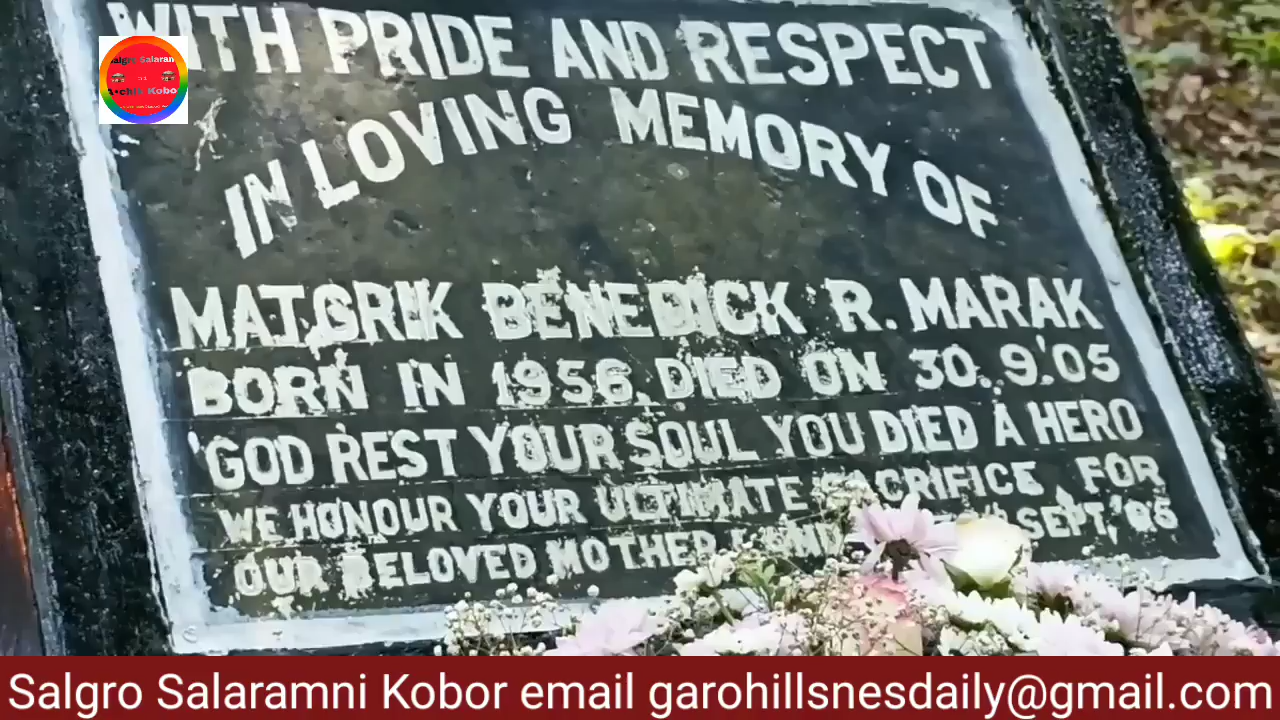 WITH PRIDE AND RESPECT
IN LOVING MEMORY OF
MATGRIK BENEDICK R. MARAK
BORN IN 1956. DIED ON 30. 9.'05
'GOD REST YOUR SOUL YOU DIED A HERO
WE HONOUR YOUR ULTIMATE SACRIFICE FOR
OUR BELOVED MOTHER SEPT,'05
Salgro Salaram
A•chik Kobor
Salgro Salaramni Kobor email garohillsnesdaily@gmail.com